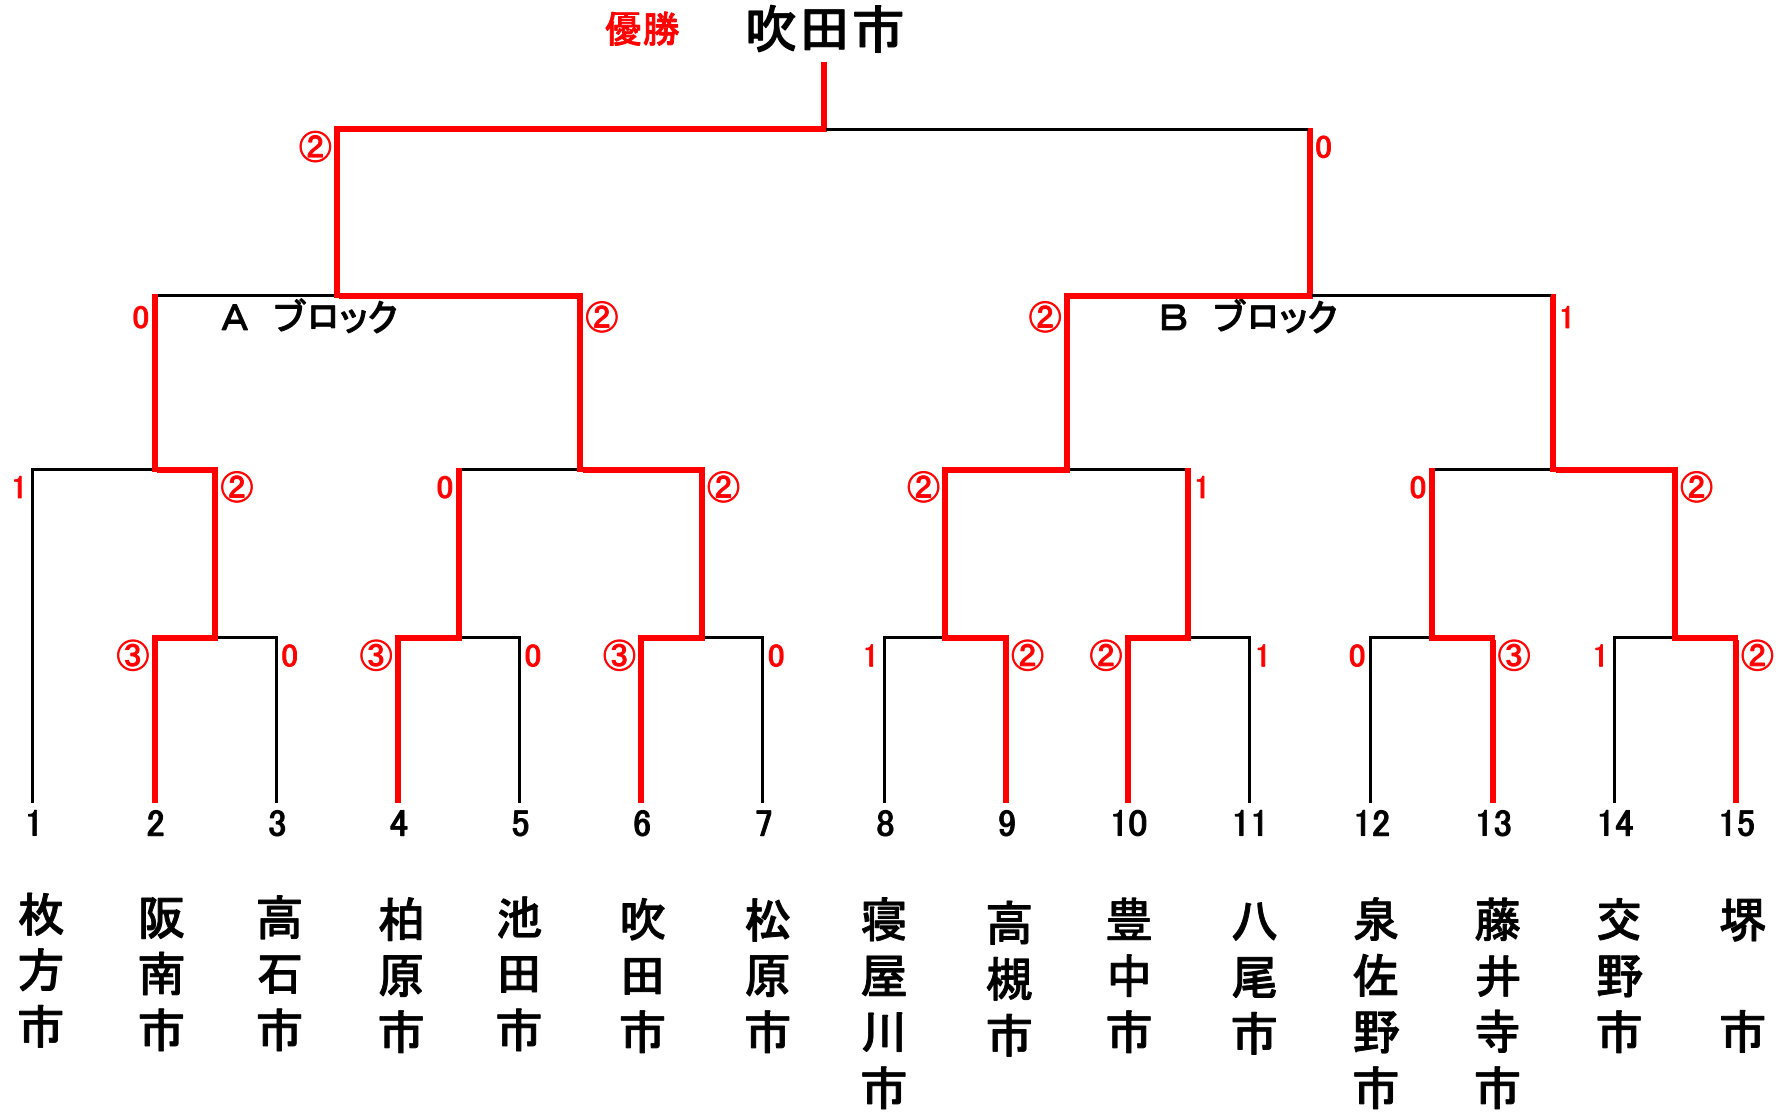 優勝　吹田市
② 0
0 ② ② 1
A　ブロック B　ブロック
1 ② 0 ② ② 1 0 ②
③ 0 ③ 0 ③ 0 1 ② ② 1 0 ③ 1 ②
1 2 3 4 5 6 7 8 9 10 11 12 13 14 15
枚方市
阪南市
高石市
柏原市
池田市
吹田市
松原市
寝屋川市
高槻市
豊中市
八尾市
泉佐野市
藤井寺市
交野市
堺　市